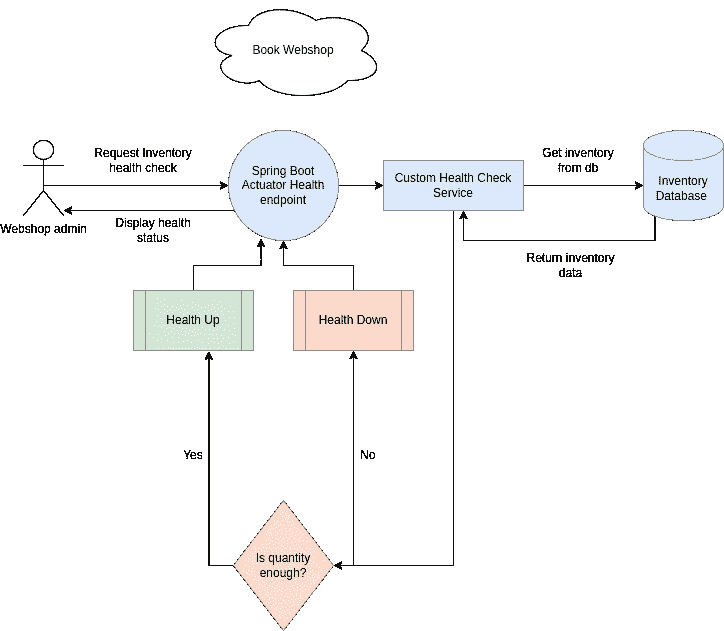 Book Webshop
Request Inventory
health check
Spring Boot
Actuator Health
endpoint
Custom Health Check
Service
Get inventory
from db
Inventory
Database
Webshop admin
Display health
status
Return inventory
data
Health Up
Health Down
Yes
No
Is quantity
enough?